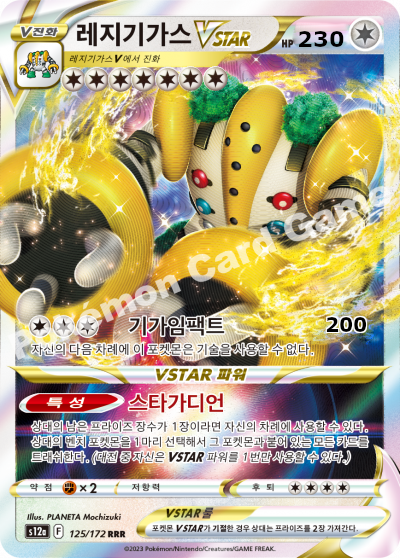 V진화
레지기가스 VSTAR HP 230
레지기가스V에서 진화
Pokémon Card Game
기가임팩트 200
자신의 다음 차례에 이 포켓몬은 기술을 사용할 수 없다.
VSTAR 파워
특성 스타가디언
상대의 남은 프라이즈 장수가 1장이라면 자신의 차례에 사용할 수 있다.
상대의 벤치 포켓몬을 1마리 선택해서 그 포켓몬과 붙어 있는 모든 카드를
트래쉬한다. (대전 중 자신은 VSTAR 파워를 1번만 사용할 수 있다.)
약점 ×2 저항력 후퇴
Illus. PLANETA Mochizuki
s12a F 125/172 RRR
VSTAR룰
포켓몬 VSTAR가 기절한 경우 상대는 프라이즈를 2장 가져간다.
©2023 Pokémon/Nintendo/Creatures/GAME FREAK.